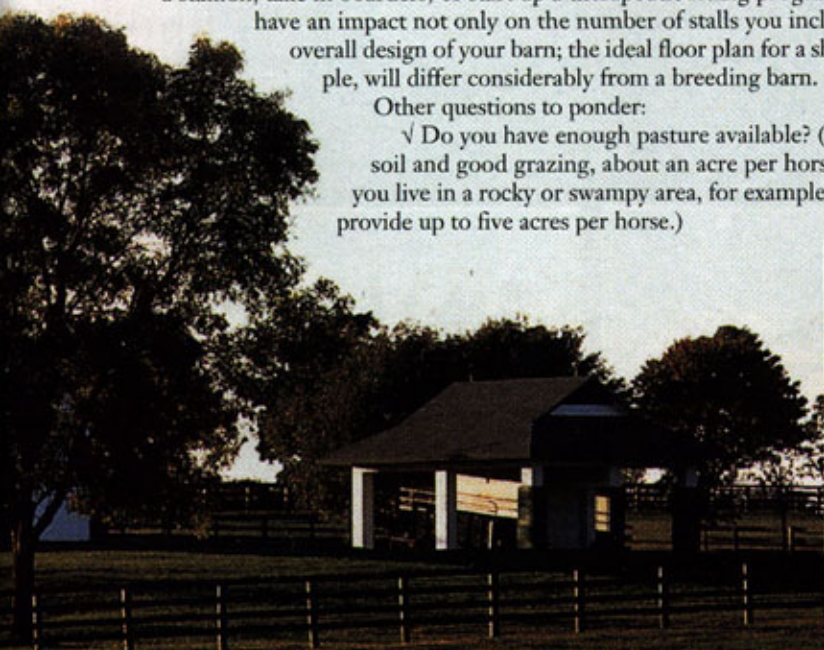 have an impact not only on the number of stalls you incl
overall design of your barn; the ideal floor plan for a sl
ple, will differ considerably from a breeding barn.
Other questions to ponder:
√ Do you have enough pasture available? (
soil and good grazing, about an acre per hors
you live in a rocky or swampy area, for example
provide up to five acres per horse.)